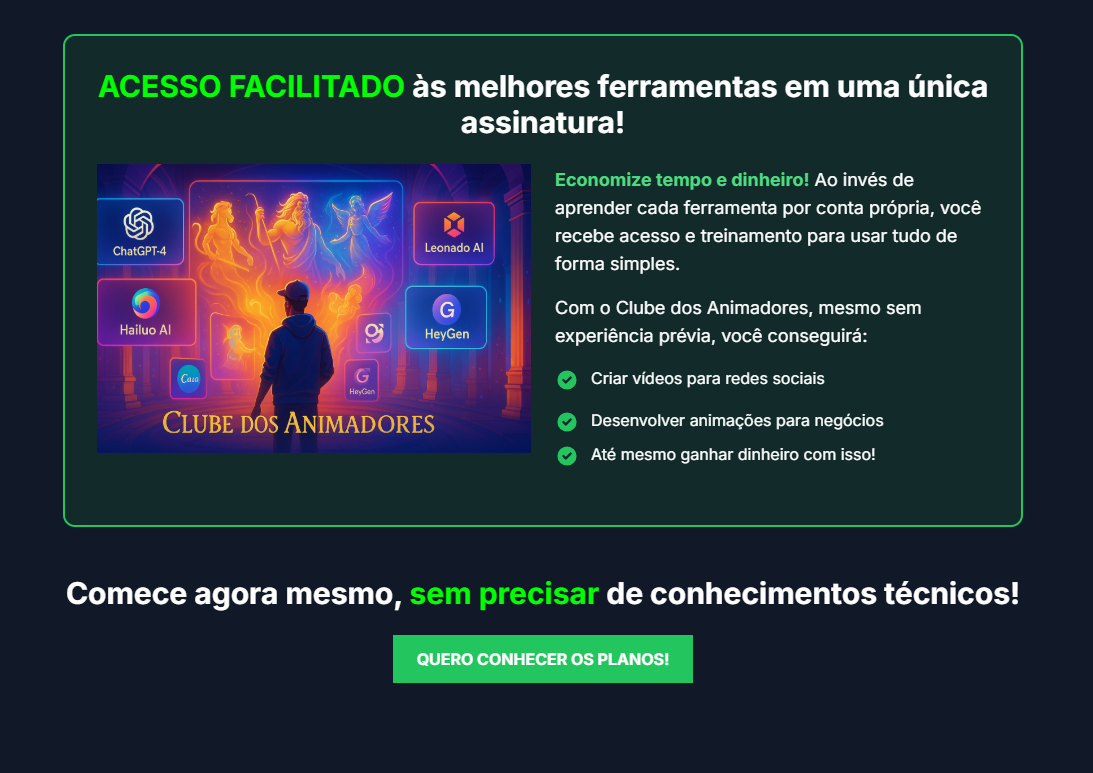 ACESSO FACILITADO às melhores ferramentas em uma única
assinatura!
ChatGPT-4
Leonado AI
Hailuo AI
G
HeyGen
G
HeyGen
CLUBE DOS ANIMADORES
Economize tempo e dinheiro! Ao invés de
aprender cada ferramenta por conta própria, você
recebe acesso e treinamento para usar tudo de
forma simples.
Com o Clube dos Animadores, mesmo sem
experiência prévia, você conseguirá:
Criar vídeos para redes sociais
Desenvolver animações para negócios
Até mesmo ganhar dinheiro com isso!
Comece agora mesmo, sem precisar de conhecimentos técnicos!
QUERO CONHECER OS PLANOS!